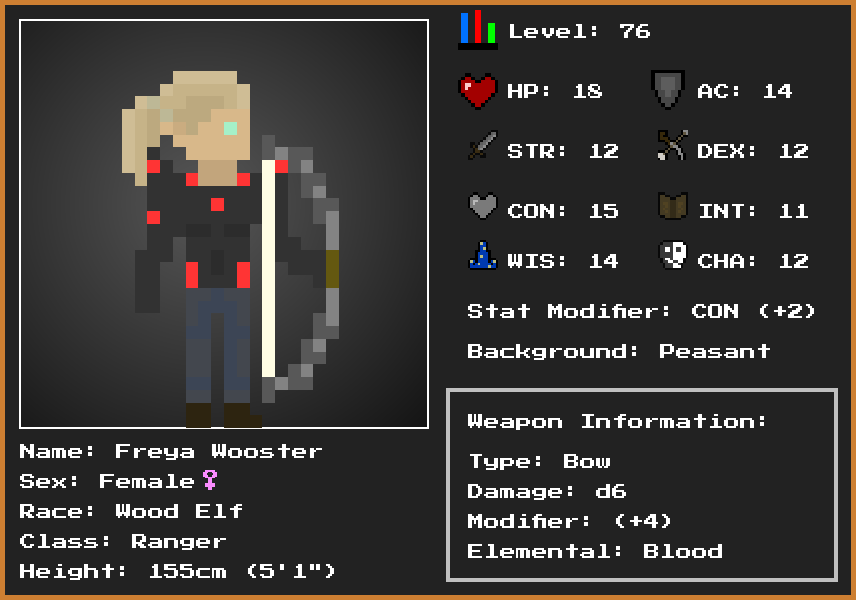 Level: 76
HP: 18
AC: 14
STR: 12
DEX: 12
CON: 15
INT: 11
WIS: 14
CHA: 12
Stat Modifier: CON (+2)
Background: Peasant
Weapon Information:
Type: Bow
Damage: d6
Modifier: (+4)
Elemental: Blood
Name: Freya Wooster
Sex: Female♀
Race: Wood Elf
Class: Ranger
Height: 155cm (5'1")